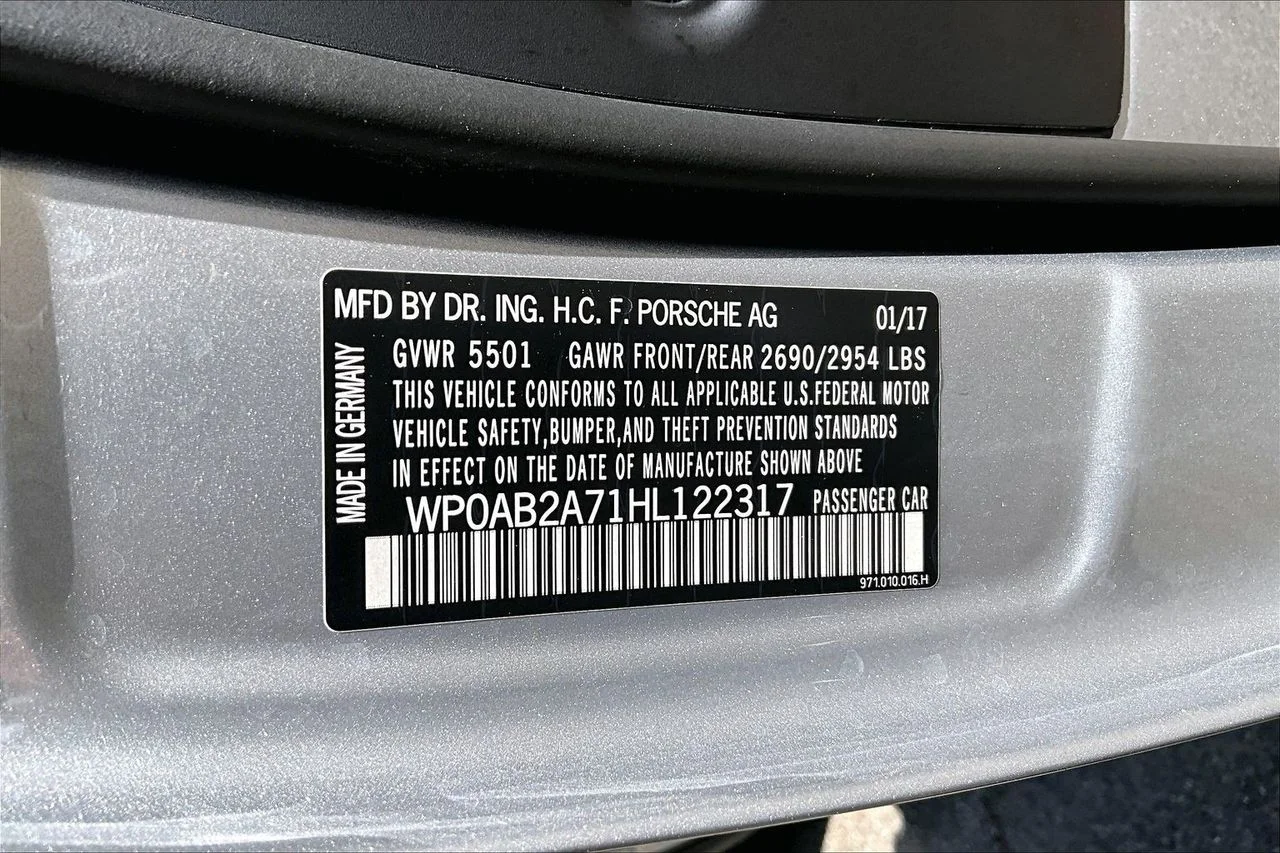 MFD BY DR. ING. H.C. F. PORSCHE AG 01/17
GVWR 5501 GAWR FRONT/REAR 2690/2954 LBS
THIS VEHICLE CONFORMS TO ALL APPLICABLE U.S.FEDERAL MOTOR
VEHICLE SAFETY,BUMPER,AND THEFT PREVENTION STANDARDS
IN EFFECT ON THE DATE OF MANUFACTURE SHOWN ABOVE
WP0AB2A71HL122317 PASSENGER CAR
971.010.016.H
MADE IN GERMANY